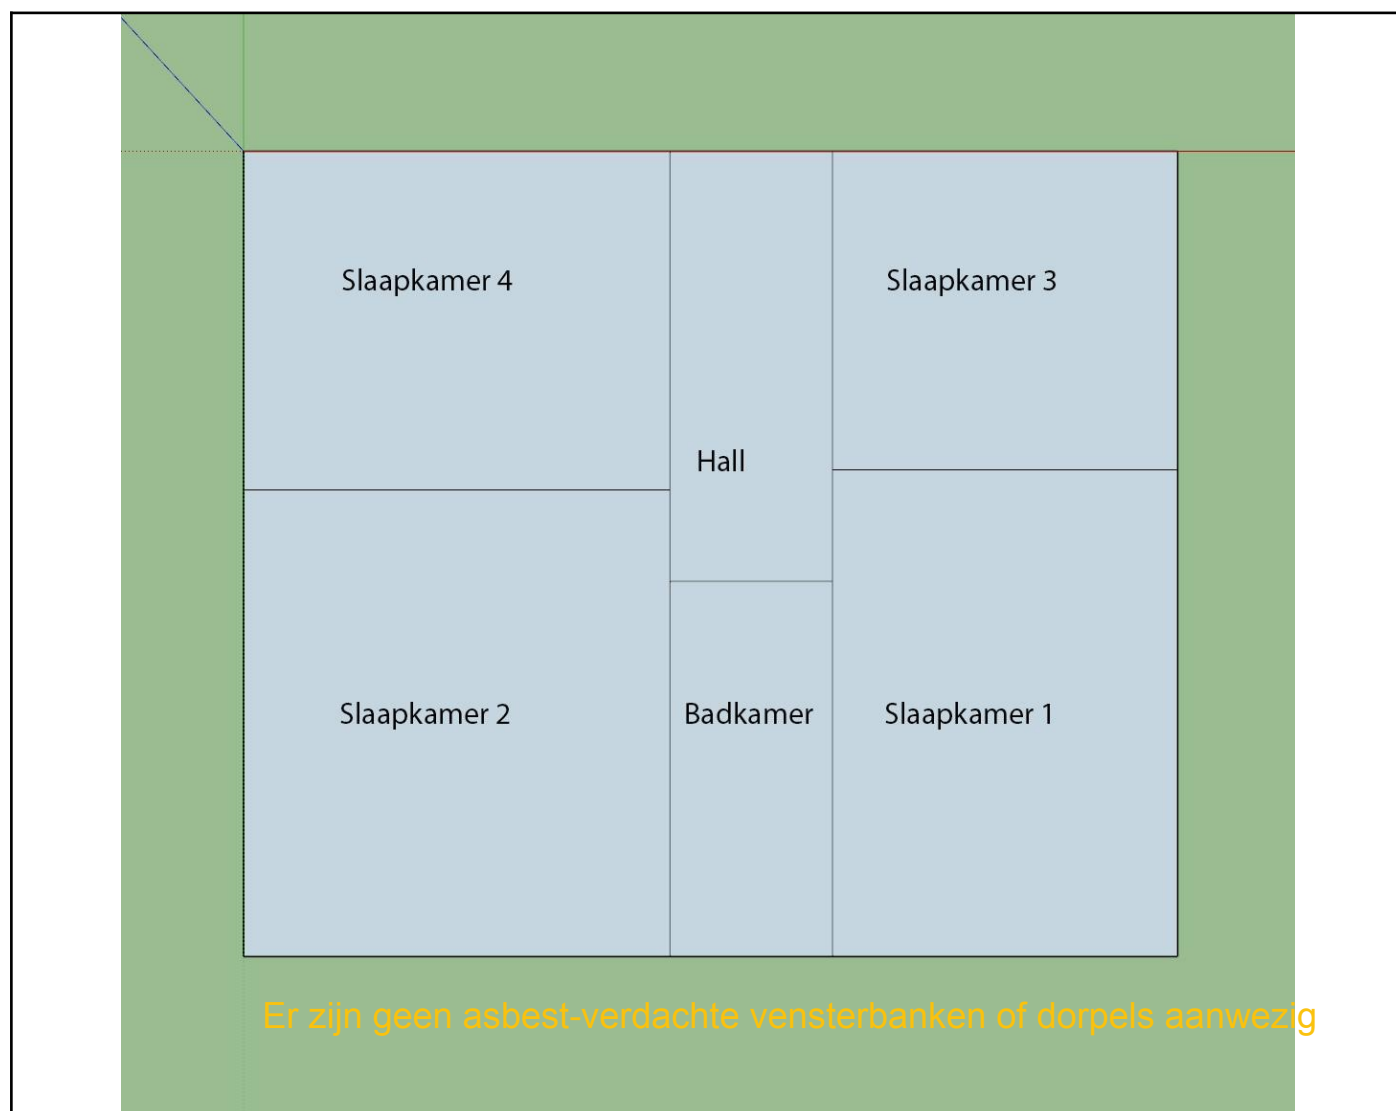 Slaapkamer 4
Slaapkamer 3
Hall
Slaapkamer 2
Badkamer
Slaapkamer 1
Er zijn geen asbest-verdachte vensterbanken of dorpels aanwezig